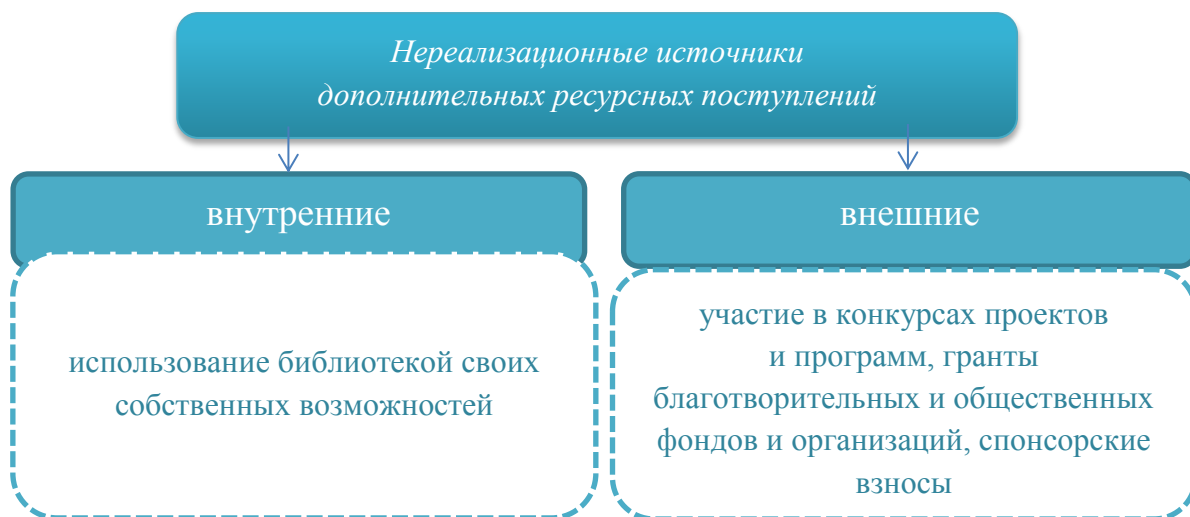 Нереализационные источники
дополнительных ресурсных поступлений
внутренние
использование библиотекой своих
собственных возможностей
внешние
участие в конкурсах проектов
и программ, гранты
благотворительных и общественных
фондов и организаций, спонсорские
взносы